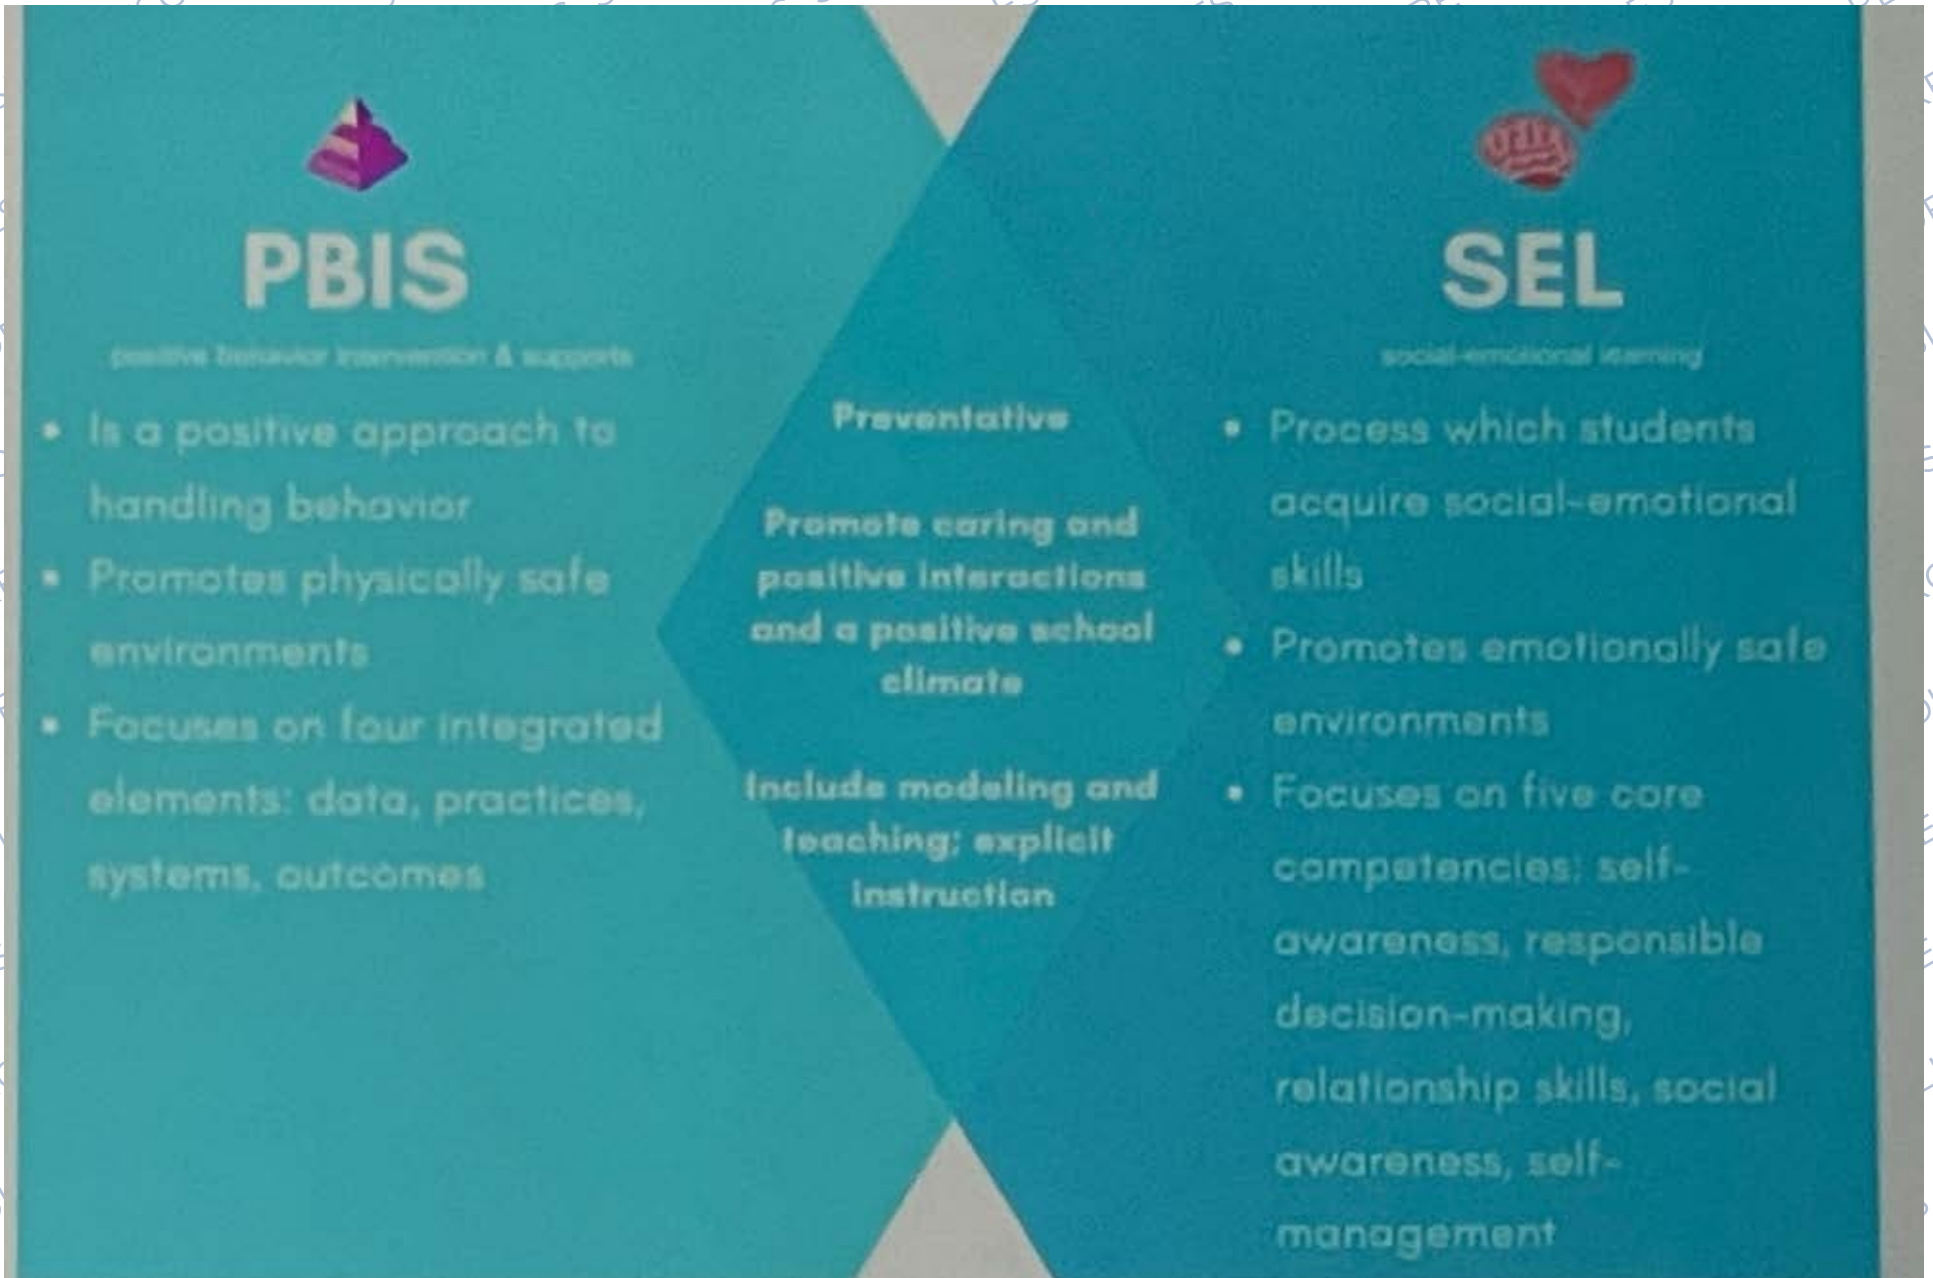 PBIS
positive behavior intervention & supports
• Is a positive approach to
handling behavior
• Promotes physically safe
environments
• Focuses on four integrated
elements: data, practices,
systems, outcomes
Preventative
Promote caring and
positive interactions
and a positive school
climate
Include modeling and
teaching; explicit
instruction
SEL
social-emotional learning
• Process which students
acquire social-emotional
skills
• Promotes emotionally safe
environments
• Focuses on five core
competencies: self-
awareness, responsible
decision-making,
relationship skills, social
awareness, self-
management